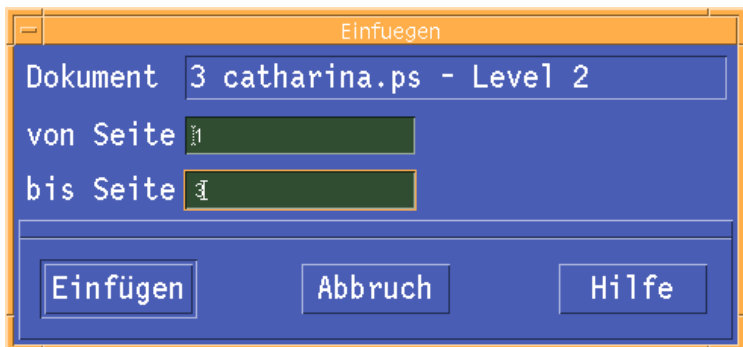 Einfuegen
Dokument 3 catharina.ps - Level 2
von Seite 1
bis Seite 3
Einfügen Abbruch Hilfe